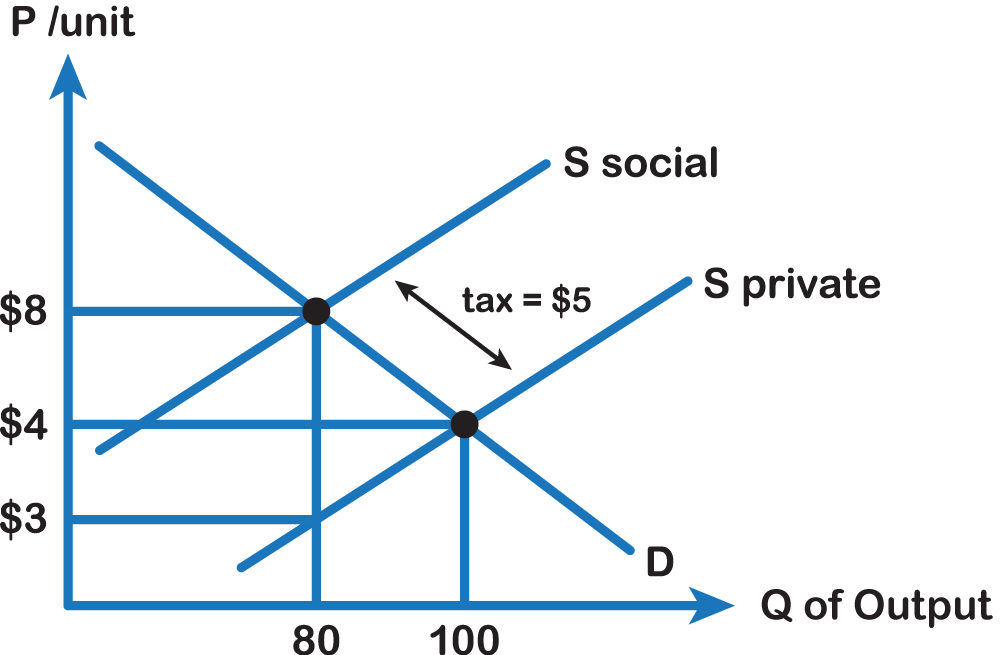 P /unit
S social
S private
tax = $5
$8
$4
$3
D
Q of Output
80
100